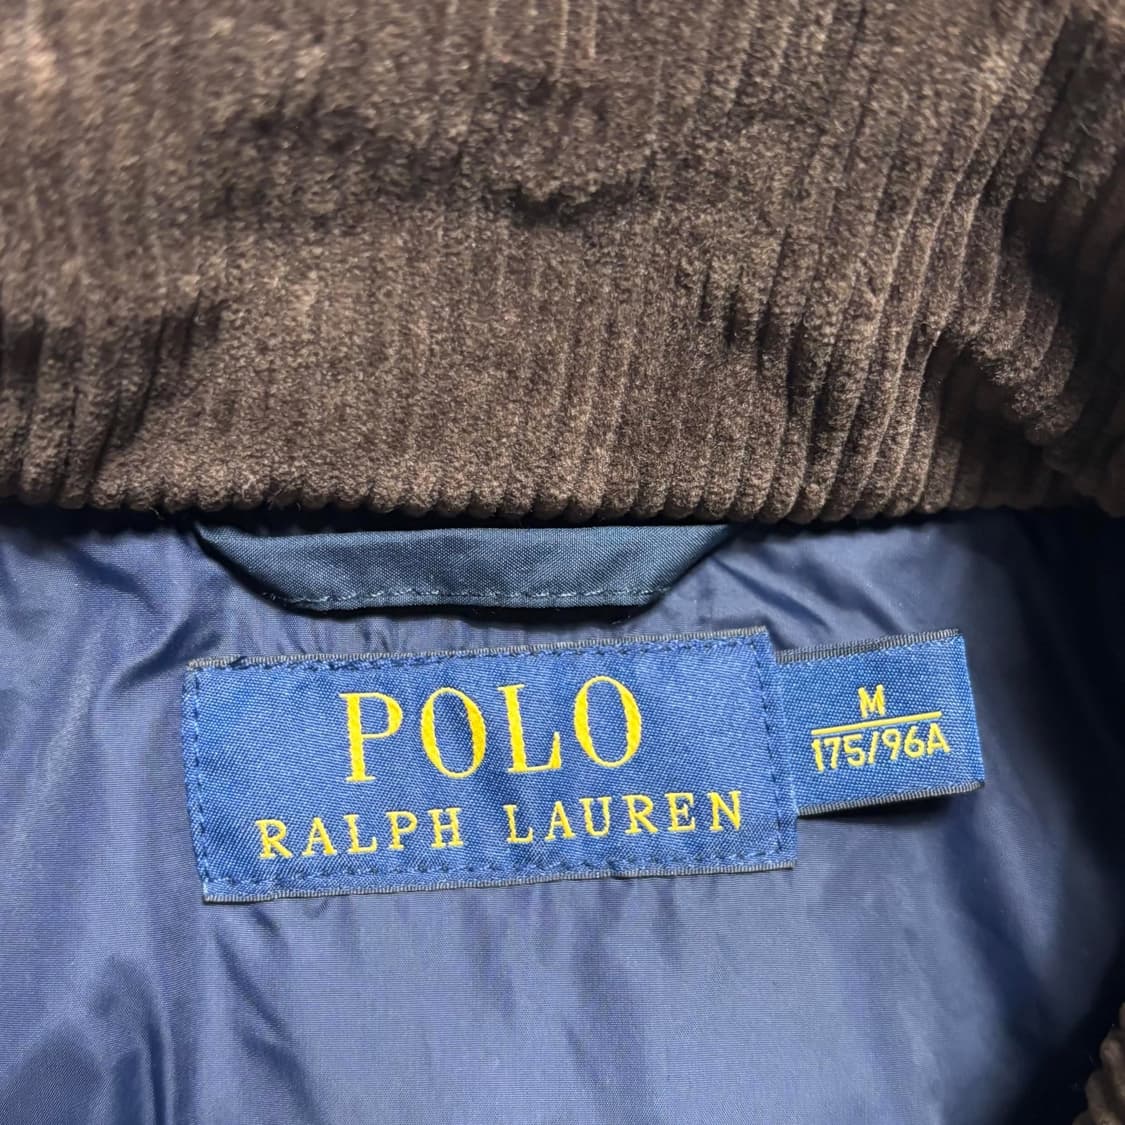 POLO
RALPH LAUREN
M
175/96A